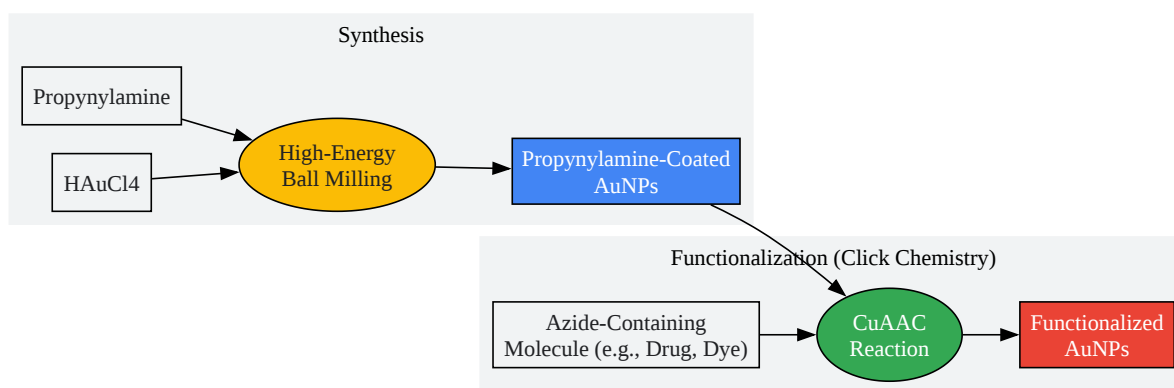 Synthesis
Propynylamine
HAuCl4
High-Energy
Ball Milling
Propynylamine-Coated
AuNPs
Functionalization (Click Chemistry)
Azide-Containing
Molecule (e.g., Drug, Dye)
CuAAC
Reaction
Functionalized
AuNPs